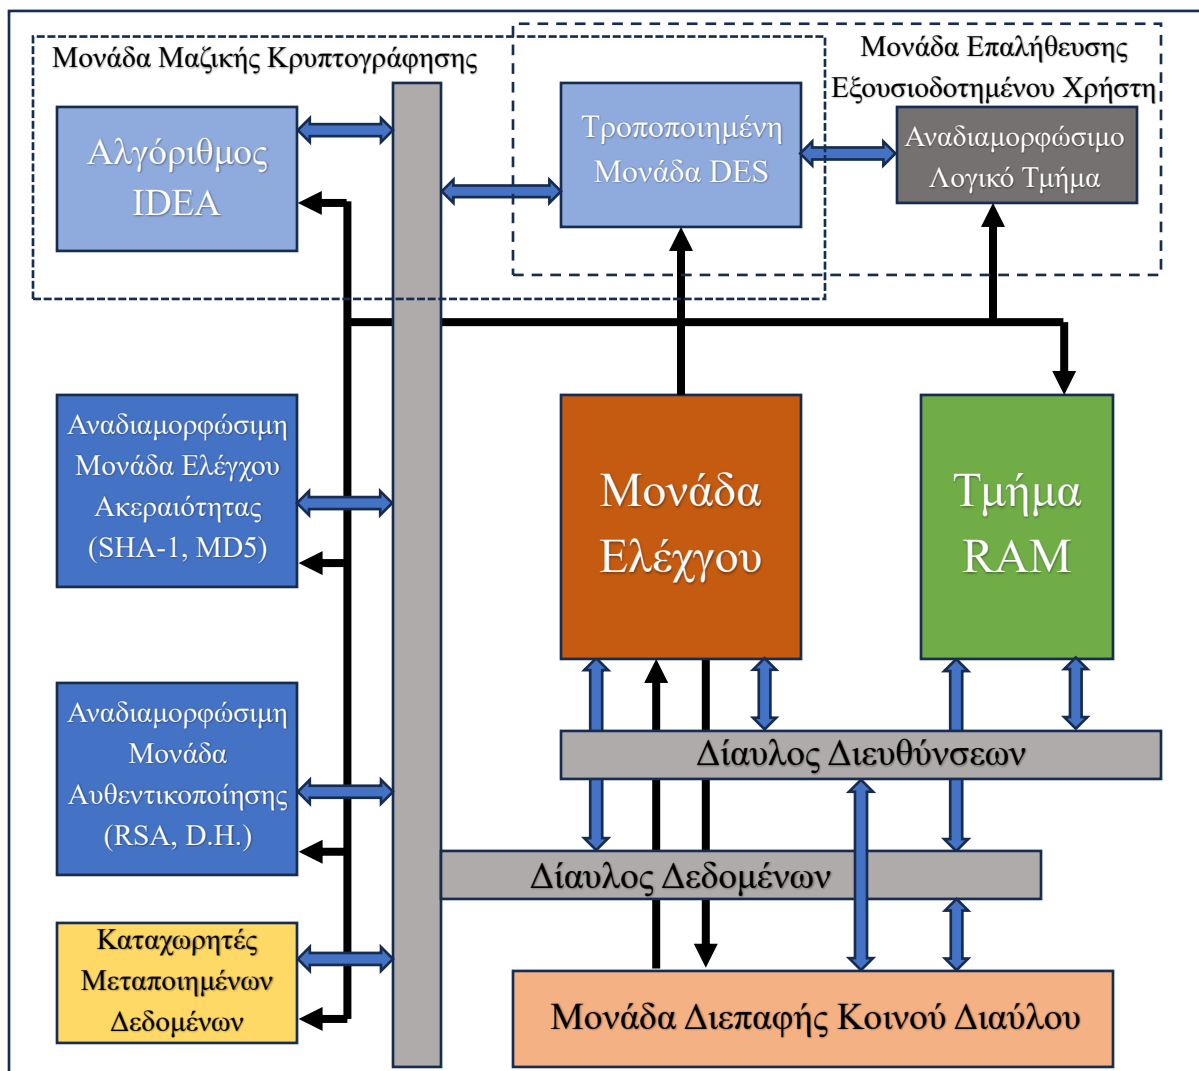 Μονάδα Μαζικής Κρυπτογράφησης
Μονάδα Επαλήθευσης
Εξουσιοδοτημένου Χρήστη
Αλγόριθμος
IDEA
Τροποποιημένη
Μονάδα DES
Αναδιαμορφώσιμο
Λογικό Τμήμα
Αναδιαμορφώσιμη
Μονάδα Ελέγχου
Ακεραιότητας
(SHA-1, MD5)
Μονάδα
Ελέχγου
Τμήμα
RAM
Αναδιαμορφώσιμη
Μονάδα
Αυθεντικοποίησης
(RSA, D.H.)
Δίαυλος Διευθύνσεων
Δίαυλος Δεδομένων
Καταχωρητές
Μεταποιημένων
Δεδομένων
Μονάδα Διεπαφής Κοινού Διαύλου